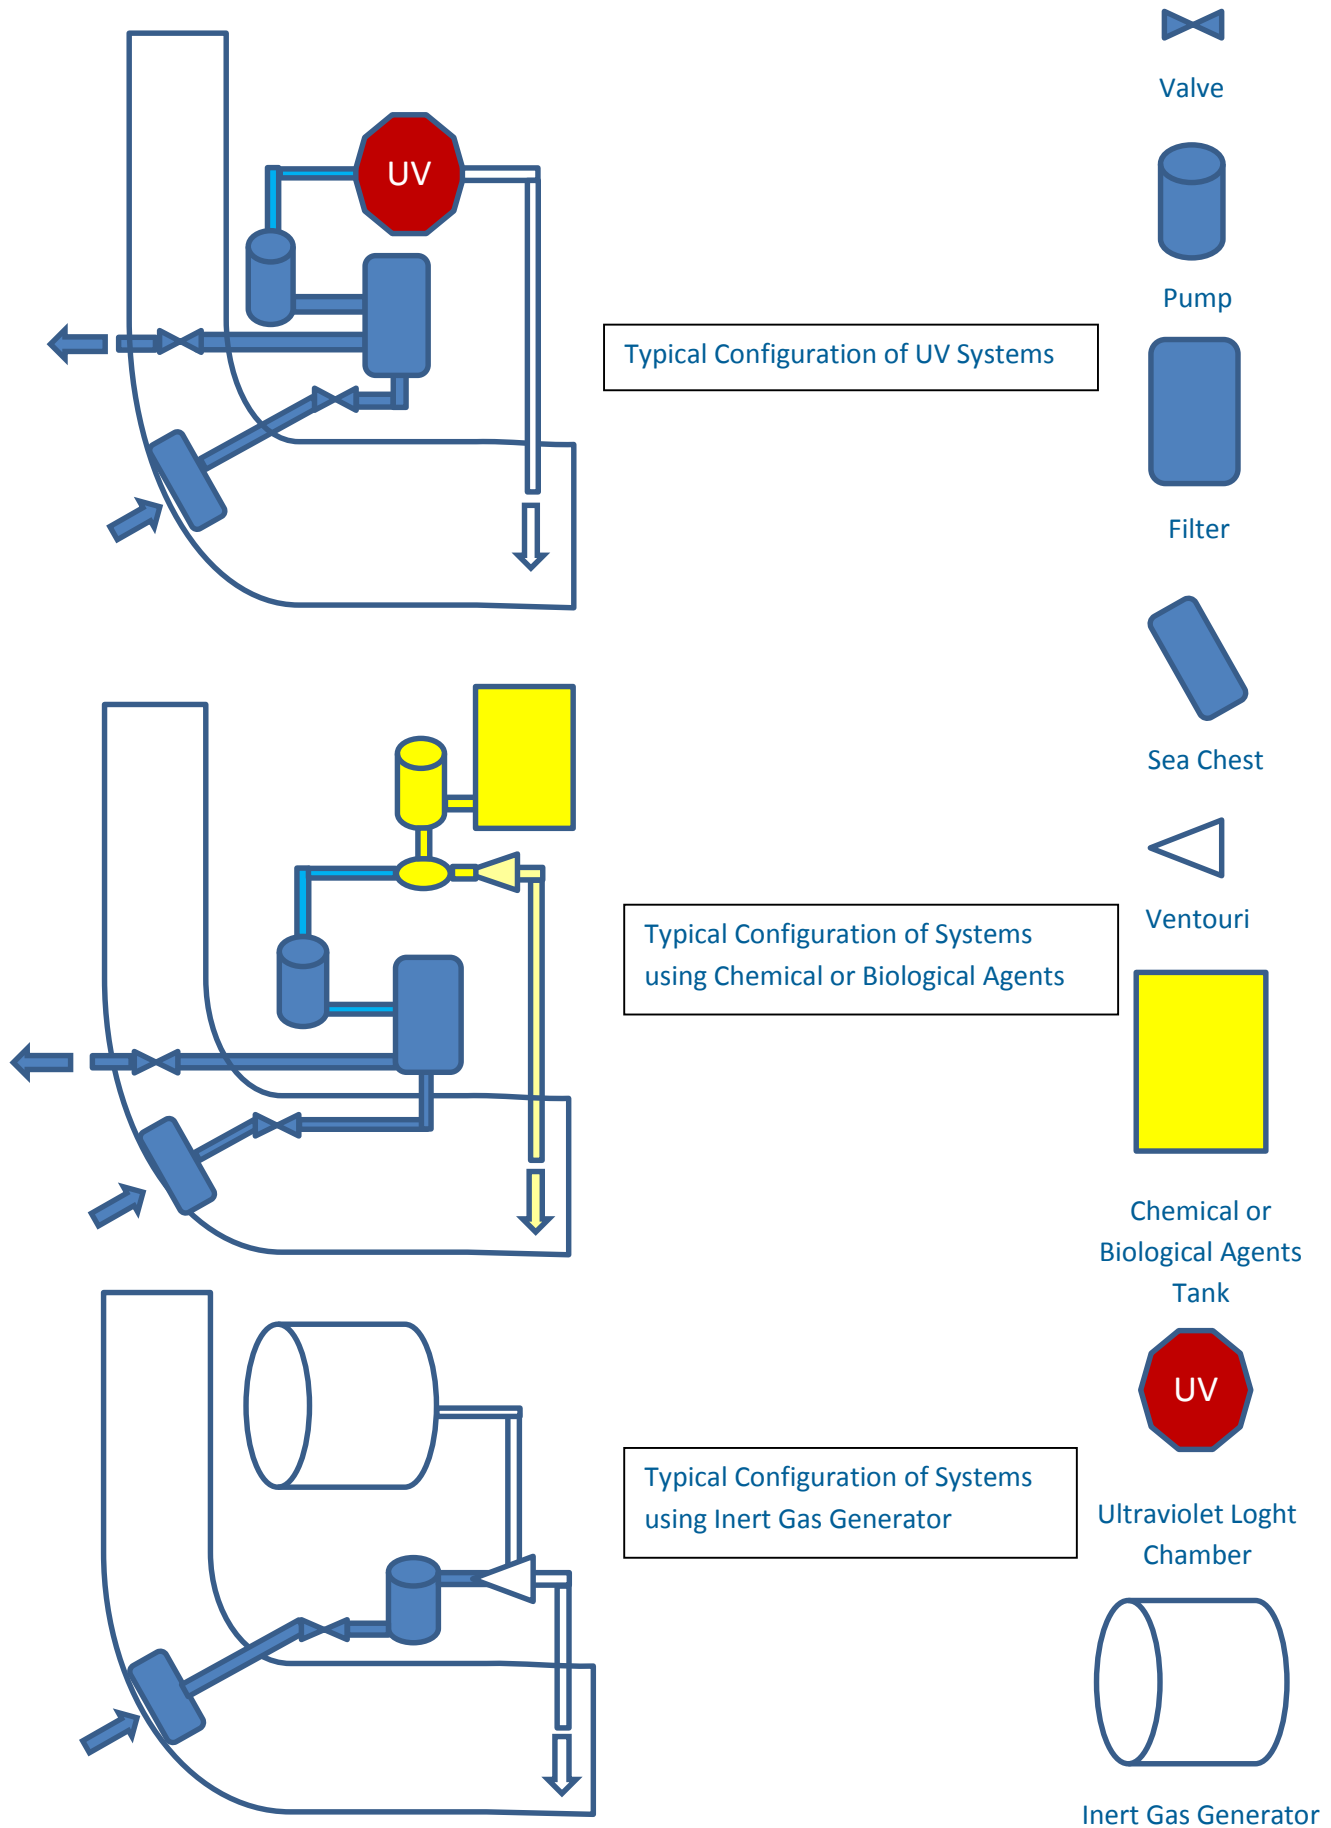 Valve
UV
Pump
Typical Configuration of UV Systems
Filter
Sea Chest
Ventouri
Typical Configuration of Systems
using Chemical or Biological Agents
Chemical or
Biological Agents
Tank
UV
Typical Configuration of Systems
using Inert Gas Generator
Ultraviolet Loght
Chamber
Inert Gas Generator